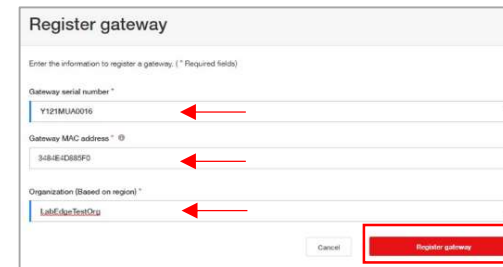 Register gateway
Enter the information to register a gateway. ( * Required fields)
Gateway serial number *
Y121MUA0016
Gateway MAC address *
3484E4D885F0
Organization (Based on region) *
LabEdgeTestOrg
Cancel Register gateway